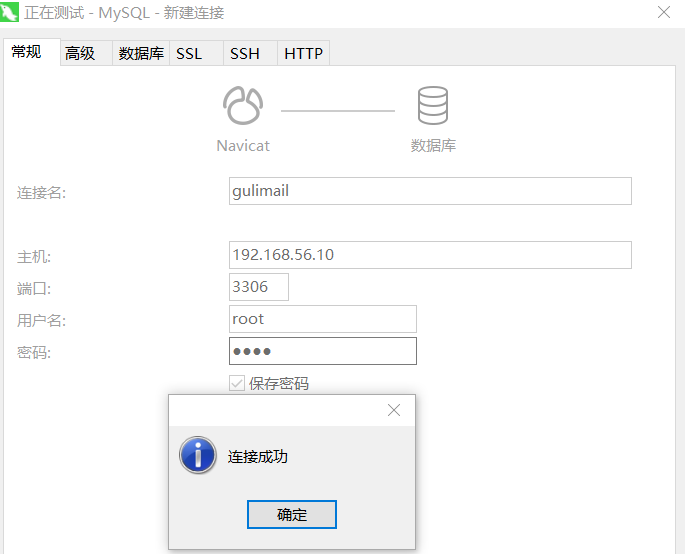 正在测试 - MySQL - 新建连接
常规 高级 数据库 SSL SSH HTTP
Navicat 数据库
连接名: gulimail
主机: 192.168.56.10
端口: 3306
用户名: root
密码: ●●●●
保存密码
连接成功
确定